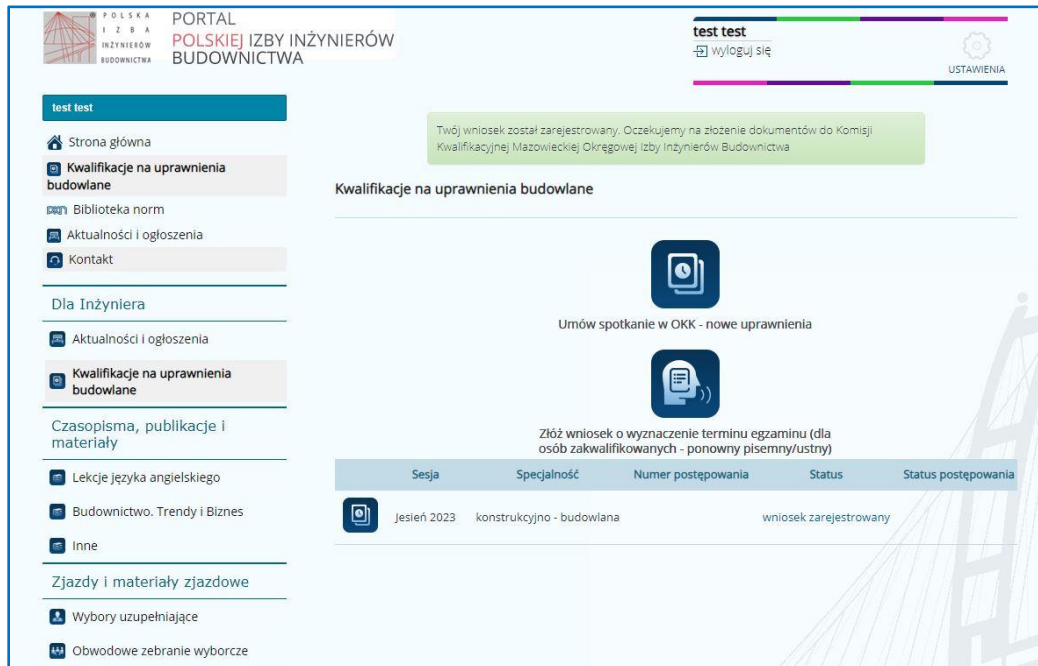 POLSKA
IZBA
INŻYNIERÓW
BUDOWNICTWA
PORTAL
POLSKIEJ IZBY INŻYNIERÓW
BUDOWNICTWA
test test
wyloguj się
USTAWIENIA
test test
Strona główna
Kwalifikacje na uprawnienia
budowlane
Biblioteka norm
Aktualności i ogłoszenia
Kontakt
Dla Inżyniera
Aktualności i ogłoszenia
Kwalifikacje na uprawnienia
budowlane
Czasopisma, publikacje i
materiały
Lekcje języka angielskiego
Budownictwo. Trendy i Biznes
Inne
Zjazdy i materiały zjazdowe
Wybory uzupełniające
Obwodowe zebranie wyborcze
Twój wniosek został zarejestrowany. Oczekujemy na złożenie dokumentów do Komisji
Kwalifikacyjnej Mazowieckiej Okręgowej Izby Inżynierów Budownictwa
Kwalifikacje na uprawnienia budowlane
Umów spotkanie w OKK - nowe uprawnienia
Złóż wniosek o wyznaczenie terminu egzaminu (dla
osób zakwalifikowanych - ponowny pisemny/ustny)
Sesja Specjalność Numer postępowania Status Status postępowania
Jesień 2023 konstrukcyjno - budowlana wniosek zarejestrowany